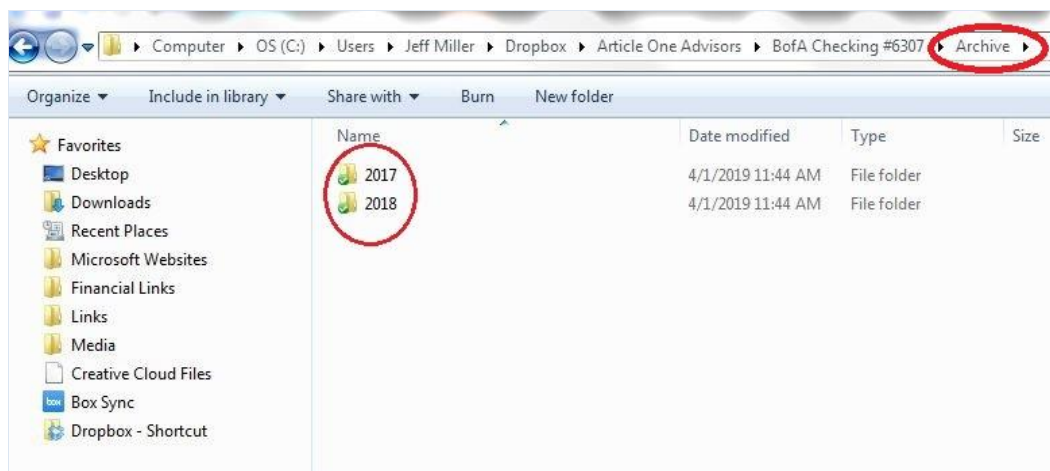 Computer ▸ OS (C:) ▸ Users ▸ Jeff Miller ▸ Dropbox ▸ Article One Advisors ▸ BofA Checking #6307 ▸ Archive ▸
Organize ▾ Include in library ▾ Share with ▾ Burn New folder
Favorites
Desktop
Downloads
Recent Places
Microsoft Websites
Financial Links
Links
Media
Creative Cloud Files
box Box Sync
Dropbox - Shortcut
Name Date modified Type Size
2017 4/1/2019 11:44 AM File folder
2018 4/1/2019 11:44 AM File folder